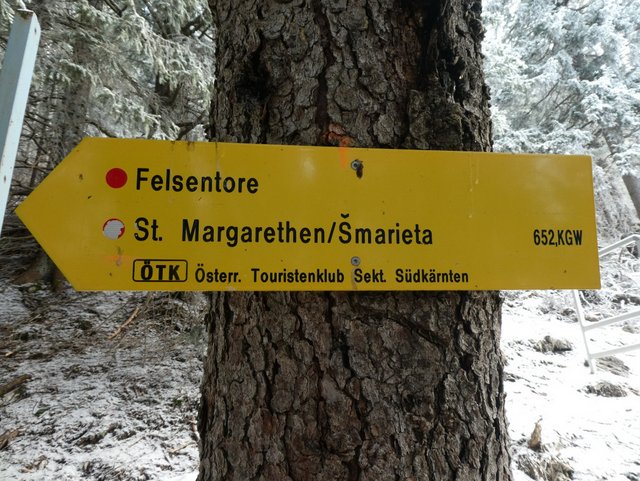 Felsentore
St. Margarethen/Šmarieta 652,KGW
ÖTK Österr. Touristenklub Sekt. Südkärnten